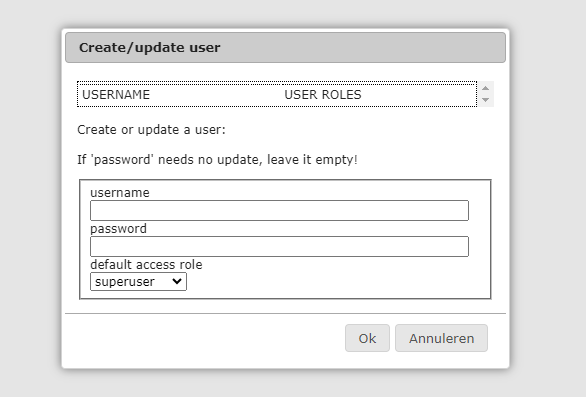 Create/update user
USERNAME USER ROLES
Create or update a user:
If 'password' needs no update, leave it empty!
username
password
default access role
superuser
Ok Annuleren